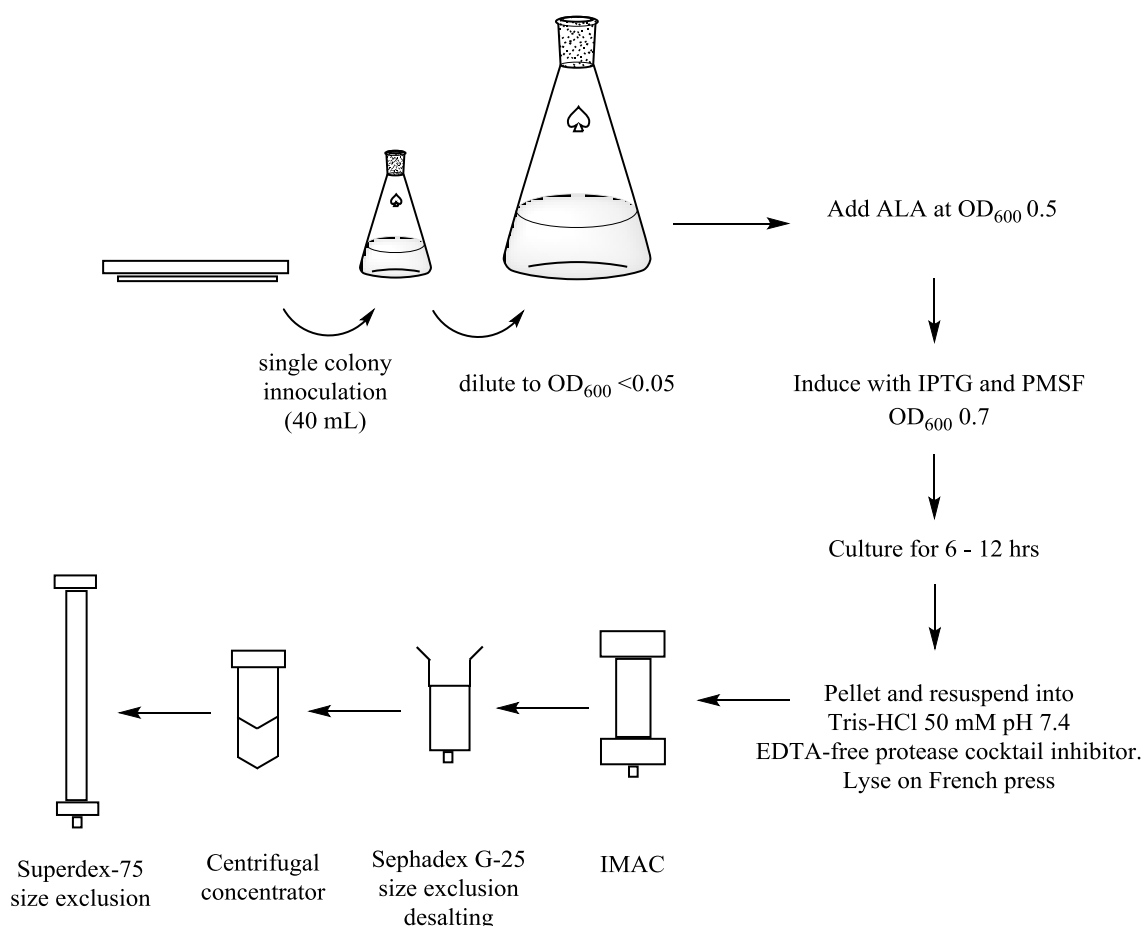 single colony
innoculation
(40 mL)
dilute to OD600 <0.05
Add ALA at OD600 0.5
Induce with IPTG and PMSF
OD600 0.7
Culture for 6 - 12 hrs
Pellet and resuspend into
Tris-HCl 50 mM pH 7.4
EDTA-free protease cocktail inhibitor.
Lyse on French press
IMAC
Sephadex G-25
size exclusion
desalting
Centrifugal
concentrator
Superdex-75
size exclusion